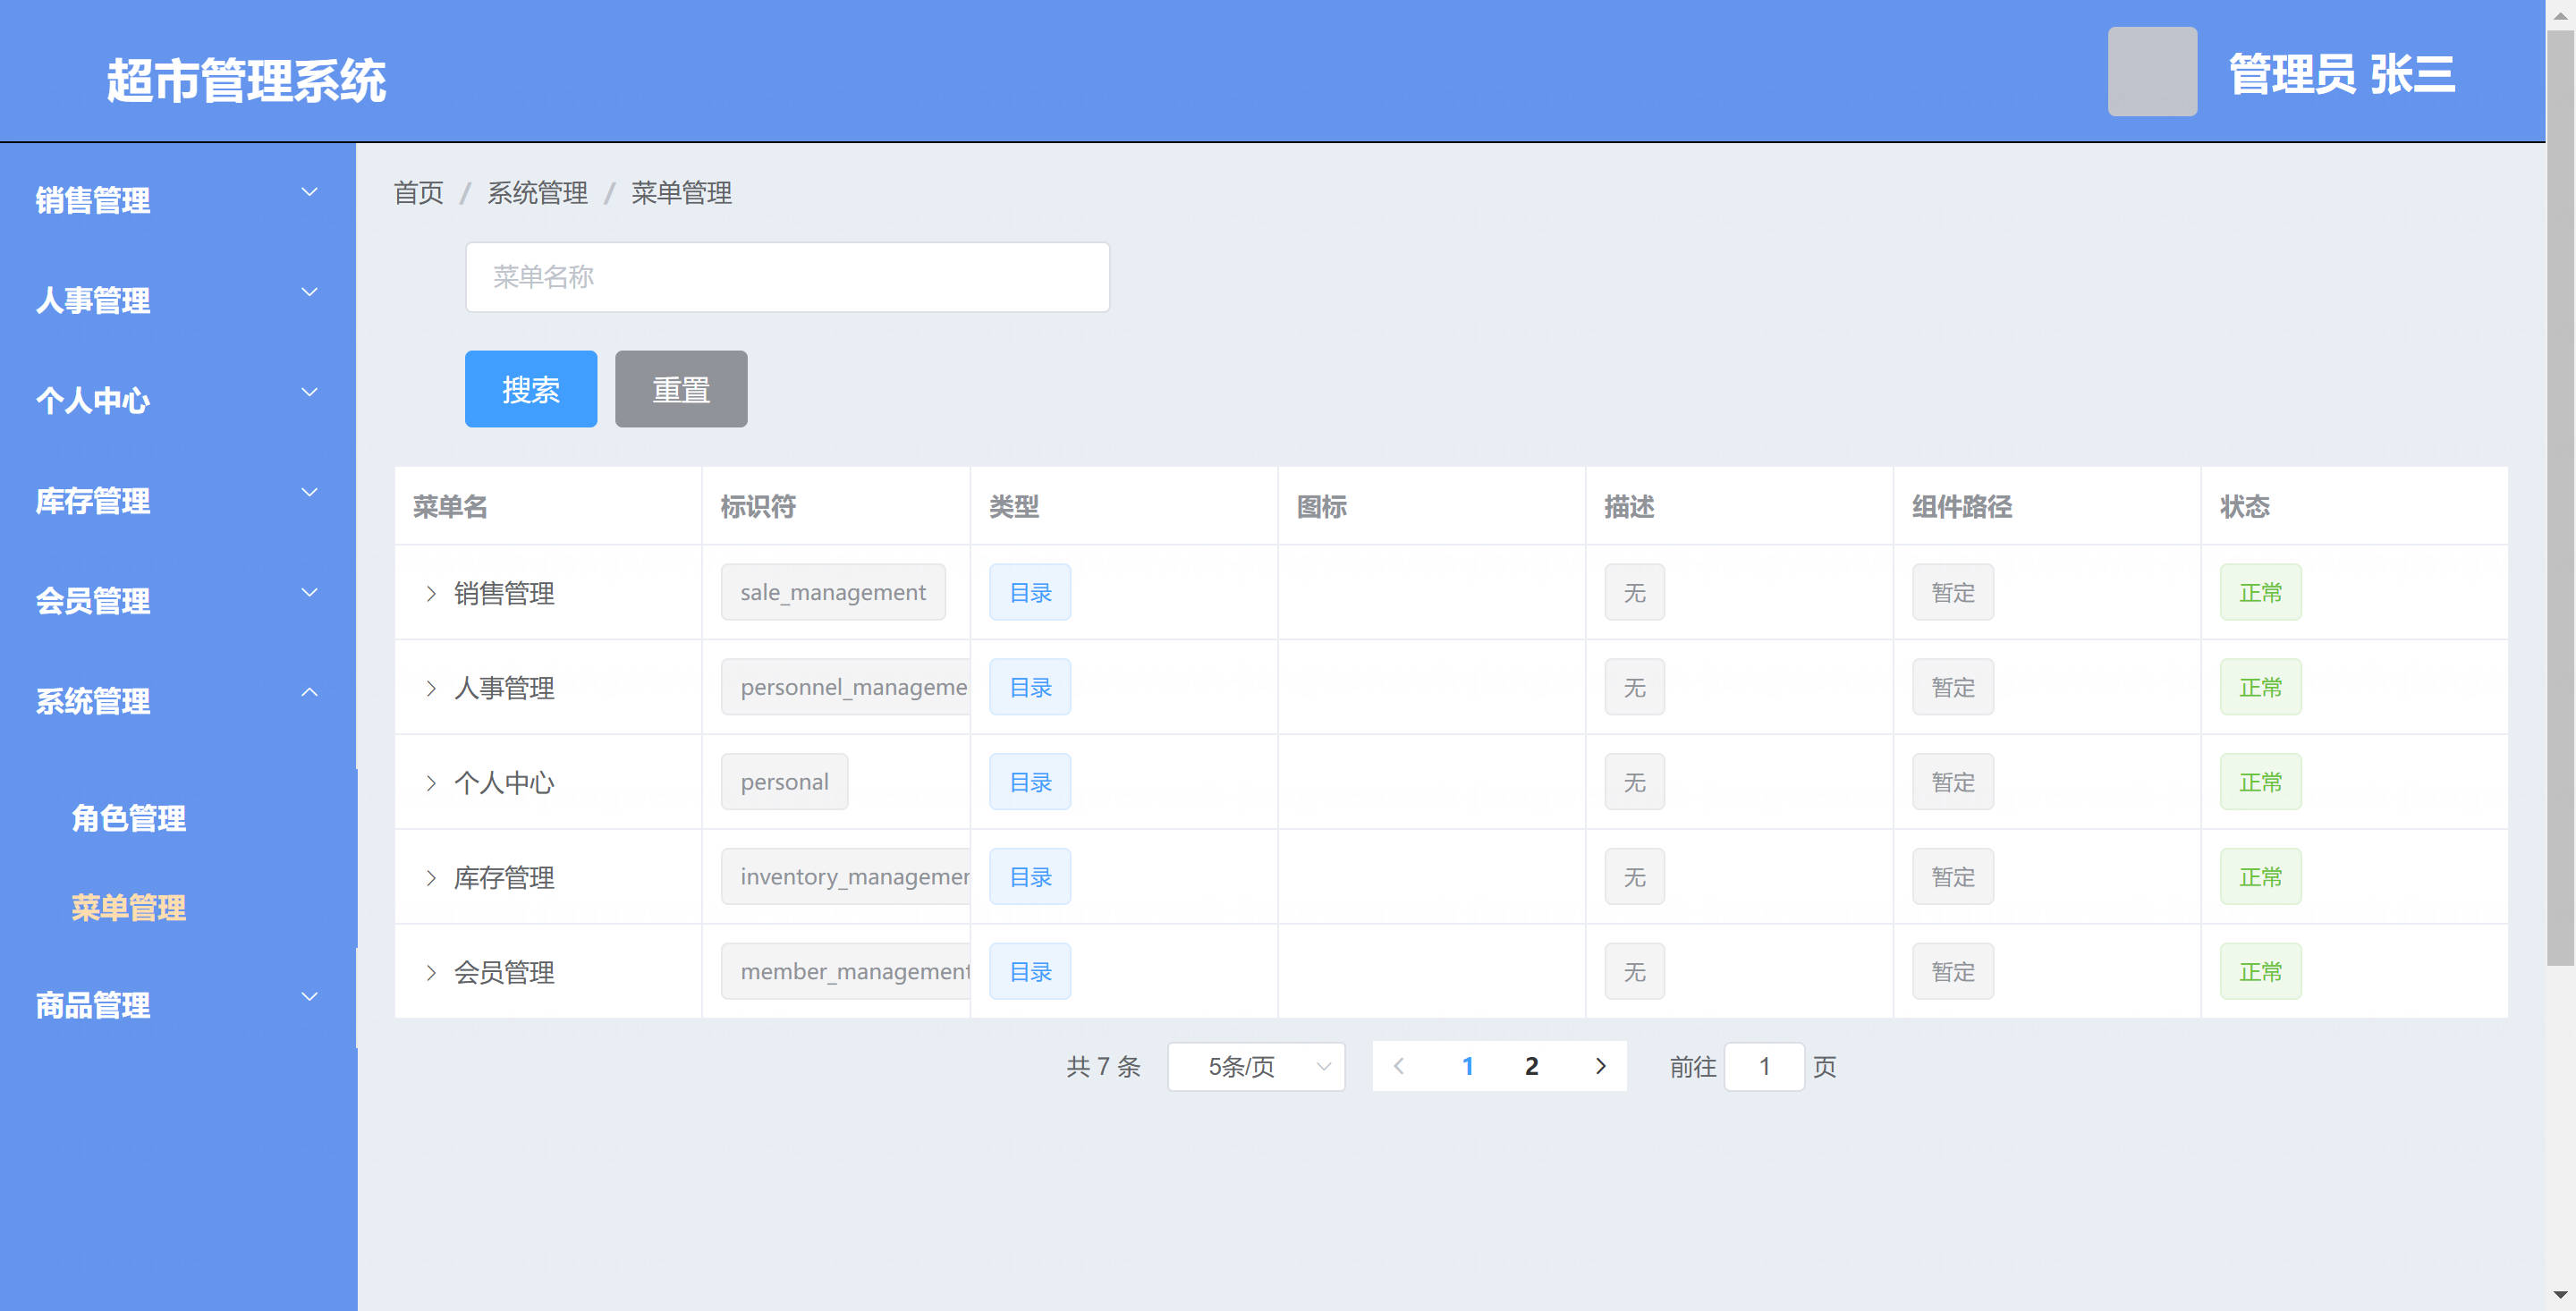 超市管理系统
管理员 张三
销售管理
人事管理
个人中心
库存管理
会员管理
系统管理
角色管理
菜单管理
商品管理
首页 / 系统管理 / 菜单管理
菜单名称
搜索 重置
菜单名 标识符 类型 图标 描述 组件路径 状态
销售管理 sale_management 目录 无 暂定 正常
人事管理 personnel_manageme 目录 无 暂定 正常
个人中心 personal 目录 无 暂定 正常
库存管理 inventory_managemen 目录 无 暂定 正常
会员管理 member_management 目录 无 暂定 正常
共 7 条 5条/页 1 2 前往 1 页